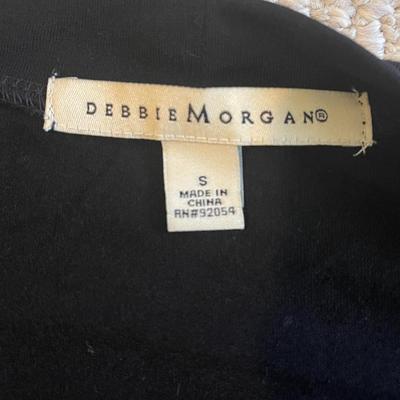 DEBBIE MORGAN®
S
MADE IN
CHINA
RN#92054